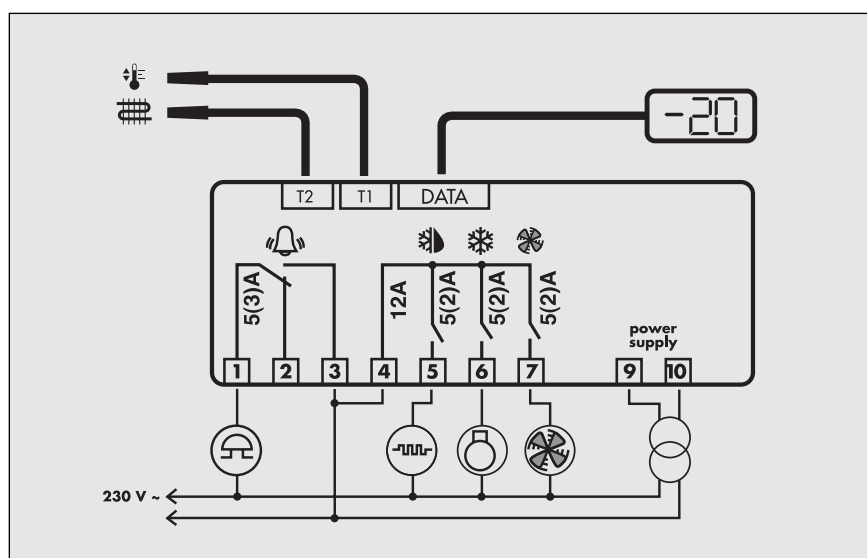 -20
T2 T1 DATA
5(3)A 12A 5(2)A 5(2)A 5(2)A
power
supply
1 2 3 4 5 6 7 9 10
230 V ~